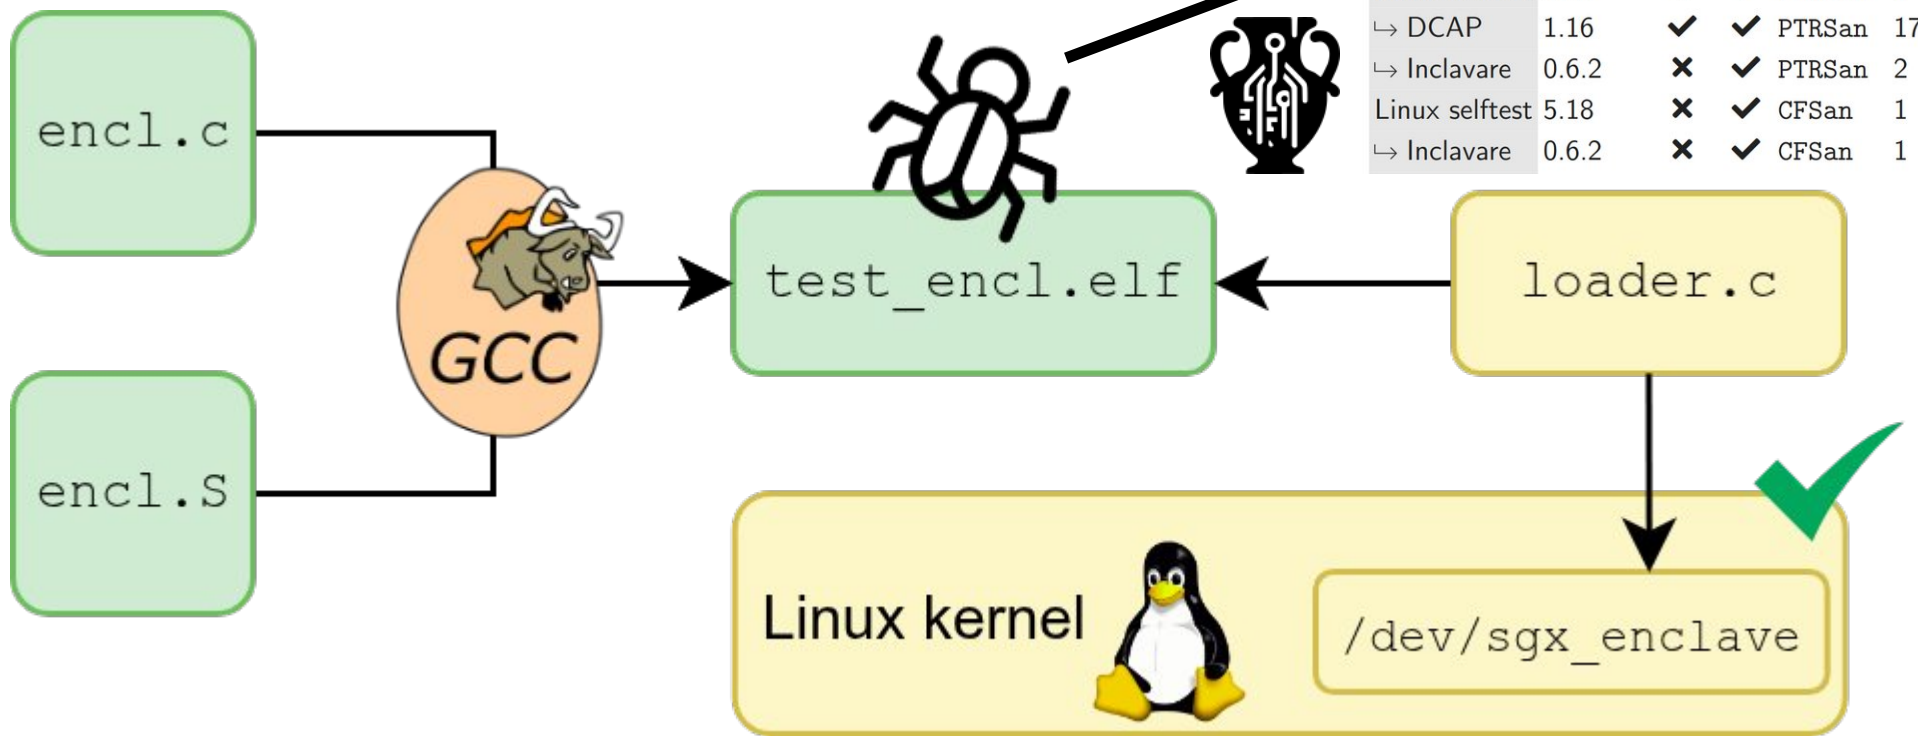 ↪ DCAP 1.16 ✔ ✔ PTRSan 17
↪ Inclavare 0.6.2 ✖ ✔ PTRSan 2
Linux selftest 5.18 ✖ ✔ CFSan 1
↪ Inclavare 0.6.2 ✖ ✔ CFSan 1
encl.c
GCC
test_encl.elf
loader.c
encl.S
Linux kernel
/dev/sgx_enclave